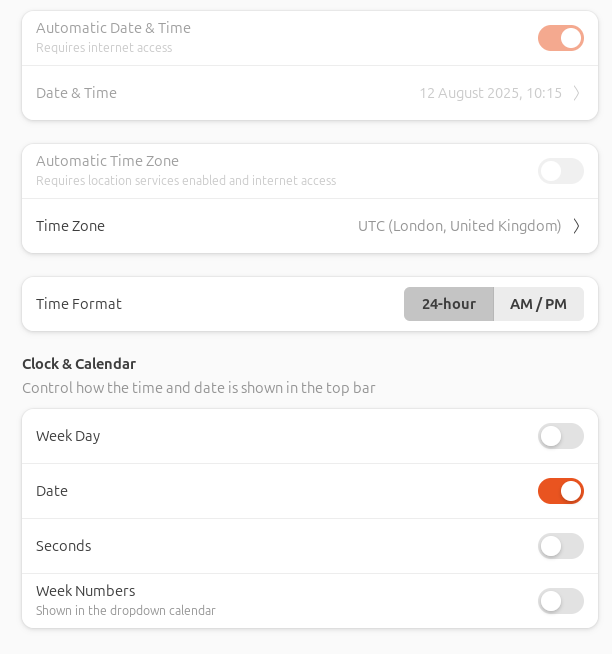 Automatic Date & Time
Requires internet access
Date & Time 12 August 2025, 10:15
Automatic Time Zone
Requires location services enabled and internet access
Time Zone UTC (London, United Kingdom)
Time Format 24-hour AM / PM
Clock & Calendar
Control how the time and date is shown in the top bar
Week Day
Date
Seconds
Week Numbers
Shown in the dropdown calendar